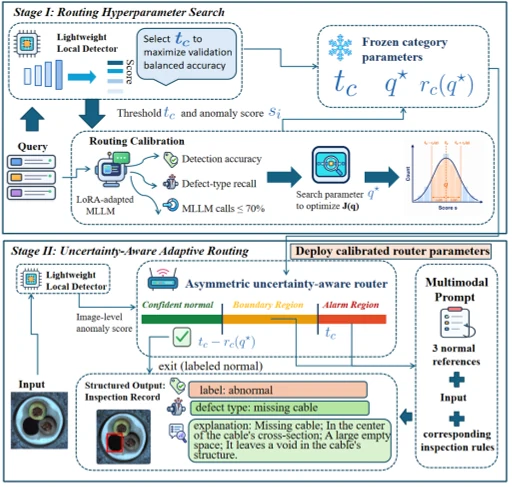 Stage I: Routing Hyperparameter Search
Lightweight
Local Detector
Score
Select t_c to
maximize validation
balanced accuracy
Frozen category
parameters
t_c q* r_c(q*)
Threshold t_c and anomaly score s_i
Query
Routing Calibration
LoRA-adapted
MLLM
Detection accuracy
Defect-type recall
MLLM calls ≤ 70%
Search parameter q*
to optimize J(q)
Count
Score s
Stage II: Uncertainty-Aware Adaptive Routing
Deploy calibrated router parameters
Lightweight
Local Detector
Image-level
anomaly score
Asymmetric uncertainty-aware router
Confident normal
Boundary Region
Alarm Region
t_c − r_c(q*)
t_c
exit (labeled normal)
Input
Structured Output:
Inspection Record
label: abnormal
defect type: missing cable
explanation: Missing cable; In the center
of the cable's cross-section; A large empty
space; It leaves a void in the cable's
structure.
Multimodal
Prompt
3 normal
references
Input
corresponding
inspection rules